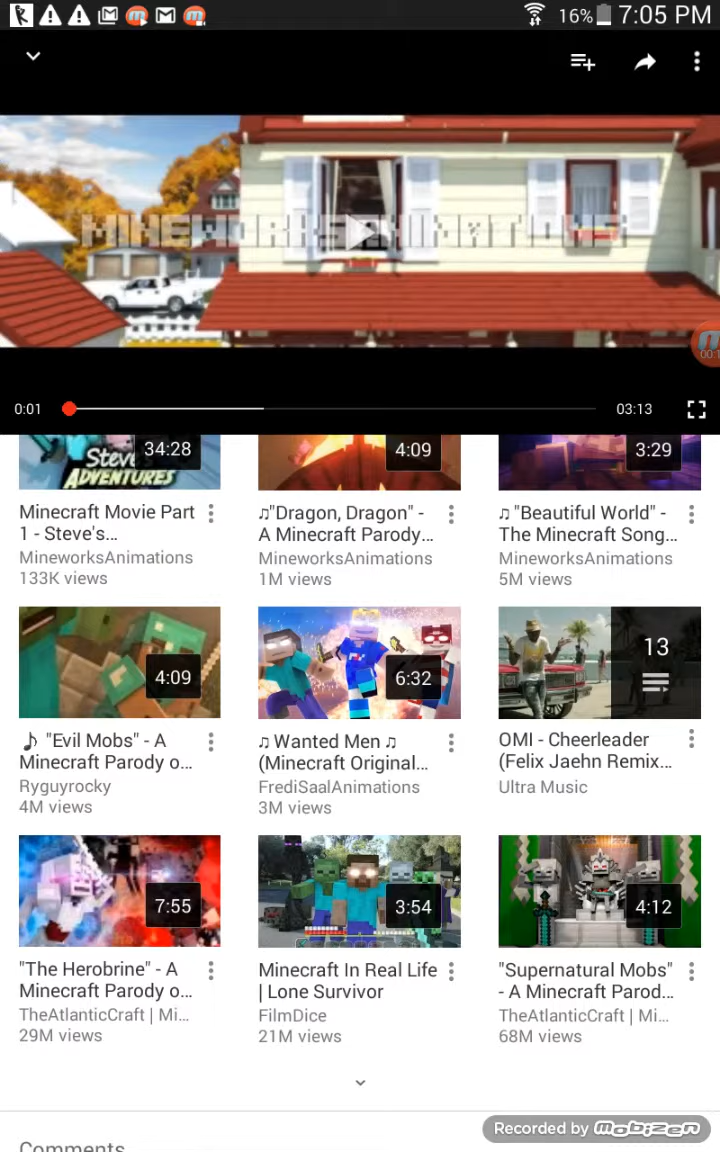 16% 7:05 PM
MINEWORKSANIMATIONS
00:1
0:01
03:13
Steve's
ADVENTURES
34:28
4:09
3:29
Minecraft Movie Part
1 - Steve's...
MineworksAnimations
133K views
♫"Dragon, Dragon" -
A Minecraft Parody...
MineworksAnimations
1M views
♫ "Beautiful World" -
The Minecraft Song...
MineworksAnimations
5M views
4:09
6:32
13
♪ "Evil Mobs" - A
Minecraft Parody o...
Ryguyrocky
4M views
♫ Wanted Men ♫
(Minecraft Original...
FrediSaalAnimations
3M views
OMI - Cheerleader
(Felix Jaehn Remix...
Ultra Music
7:55
3:54
4:12
"The Herobrine" - A
Minecraft Parody o...
TheAtlanticCraft | Mi...
29M views
Minecraft In Real Life
| Lone Survivor
FilmDice
21M views
"Supernatural Mobs"
- A Minecraft Parod...
TheAtlanticCraft | Mi...
68M views
Recorded by Mobizen
Comments